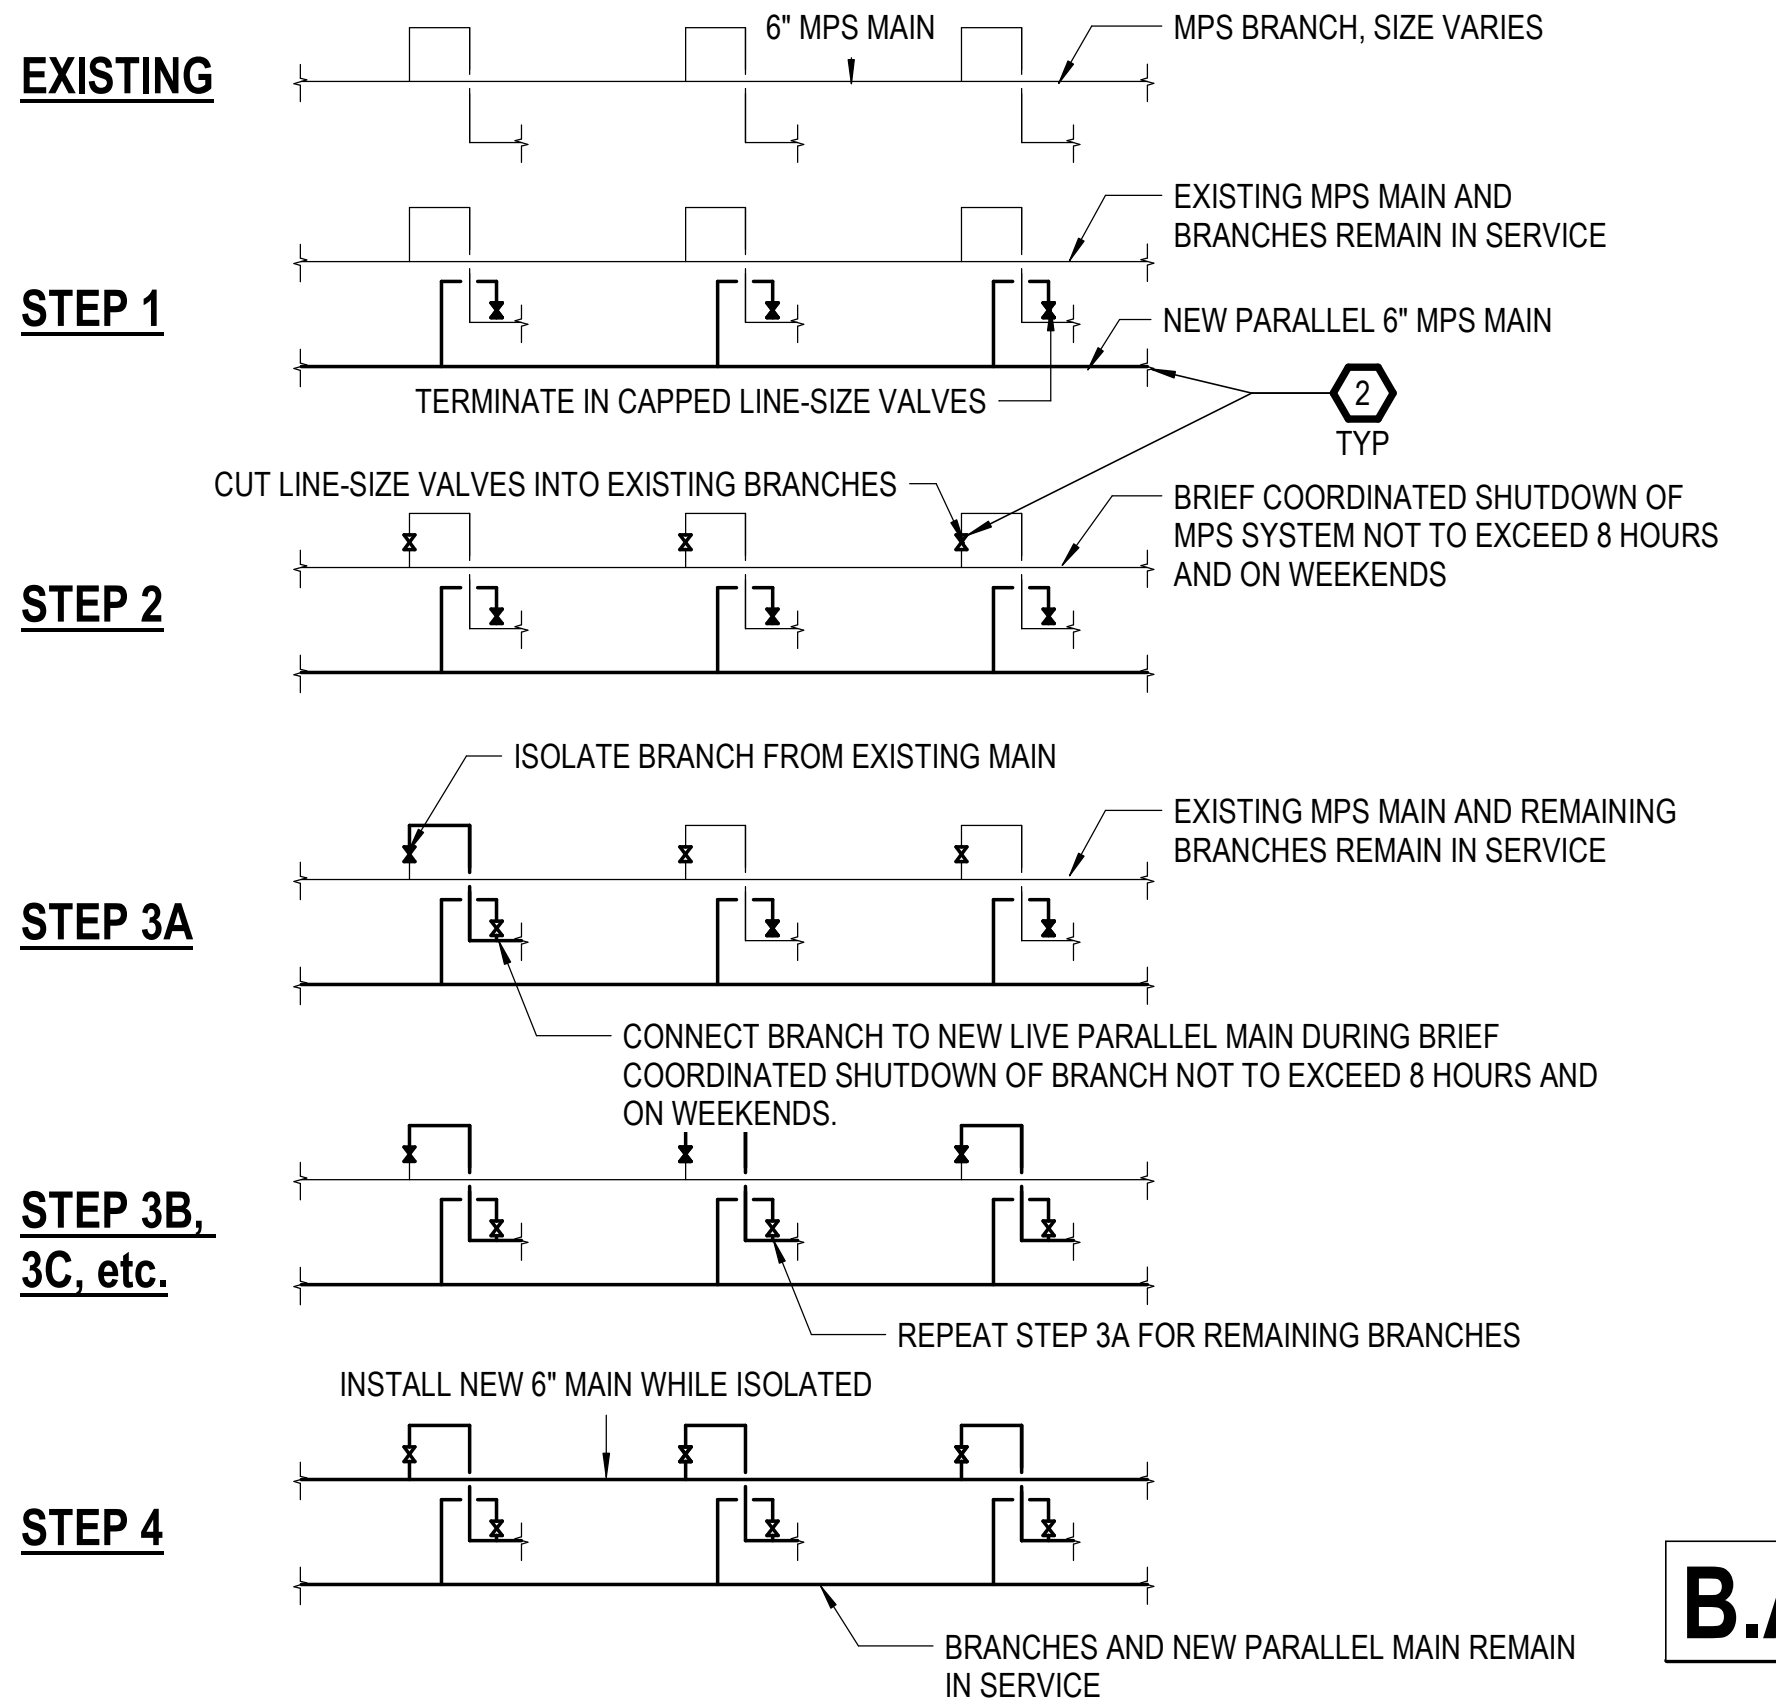 6" MPS MAIN
MPS BRANCH, SIZE VARIES
EXISTING
EXISTING MPS MAIN AND
BRANCHES REMAIN IN SERVICE
STEP 1
NEW PARALLEL 6" MPS MAIN
TERMINATE IN CAPPED LINE-SIZE VALVES
2
TYP
CUT LINE-SIZE VALVES INTO EXISTING BRANCHES
BRIEF COORDINATED SHUTDOWN OF
MPS SYSTEM NOT TO EXCEED 8 HOURS
AND ON WEEKENDS
STEP 2
ISOLATE BRANCH FROM EXISTING MAIN
EXISTING MPS MAIN AND REMAINING
BRANCHES REMAIN IN SERVICE
STEP 3A
CONNECT BRANCH TO NEW LIVE PARALLEL MAIN DURING BRIEF
COORDINATED SHUTDOWN OF BRANCH NOT TO EXCEED 8 HOURS AND
ON WEEKENDS.
STEP 3B,
3C, etc.
REPEAT STEP 3A FOR REMAINING BRANCHES
INSTALL NEW 6" MAIN WHILE ISOLATED
STEP 4
BRANCHES AND NEW PARALLEL MAIN REMAIN
IN SERVICE